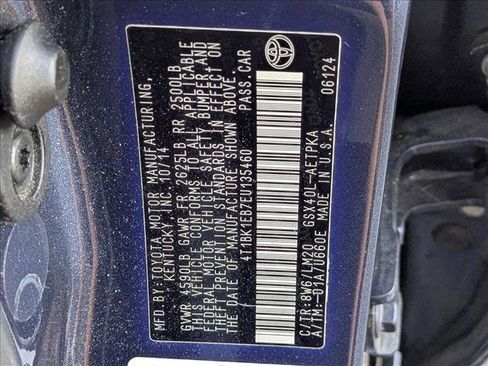 MFD.BY: TOYOTA MOTOR MANUFACTURING,
KENTUCKY, INC. 10/14
GVWR 4590LB GAWR FR 2625LB RR 2500LB
THIS VEHICLE CONFORMS TO ALL APPLICABLE
FEDERAL MOTOR VEHICLE SAFETY, BUMPER, AND
THEFT PREVENTION STANDARDS IN EFFECT ON
THE DATE OF MANUFACTURE SHOWN ABOVE.
4T1BK1EB7EU135460 PASS.CAR
C/TR: 8W6/LW20 GSX40L-AETPKA
A/TM: -01A/U660E MADE IN U.S.A. 06124